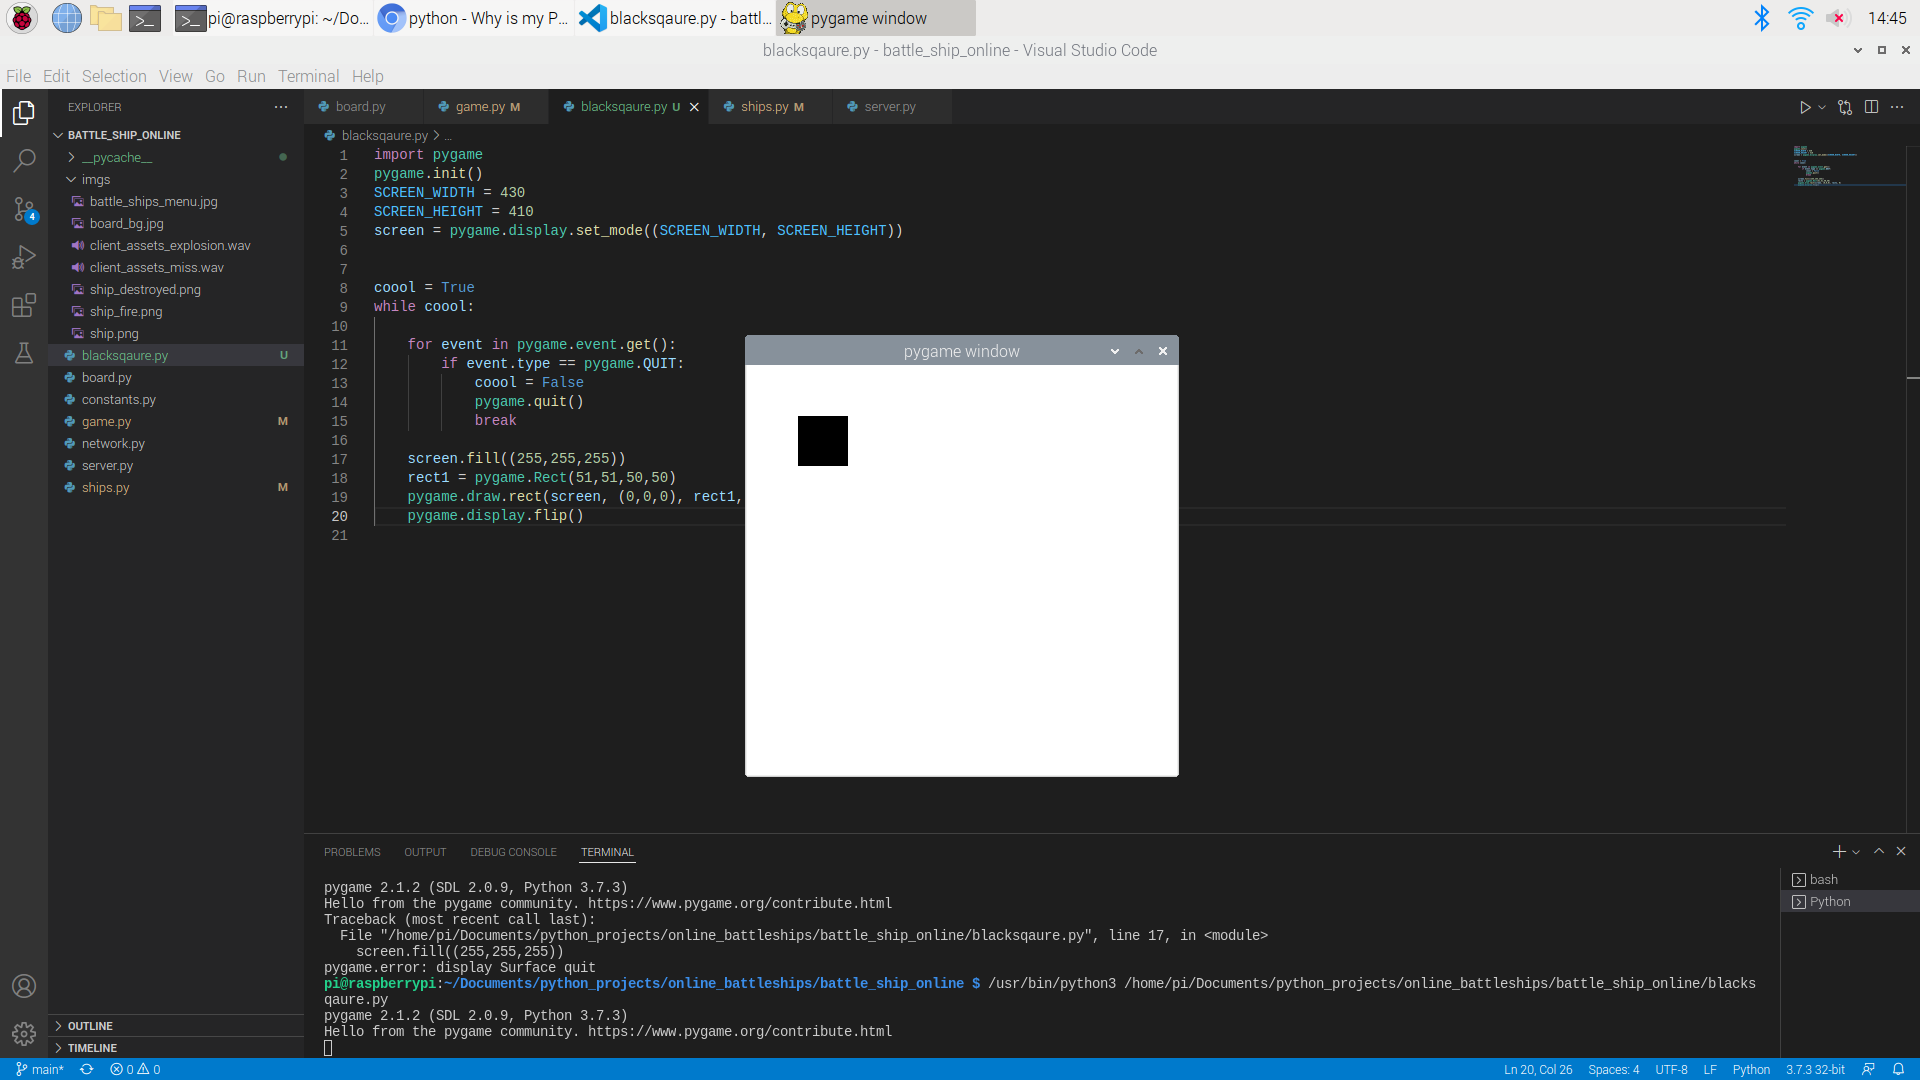 pi@raspberrypi: ~/Do...
python - Why is my P...
blacksqaure.py - battl...
pygame window
14:45
blacksqaure.py - battle_ship_online - Visual Studio Code
File Edit Selection View Go Run Terminal Help
EXPLORER
BATTLE_SHIP_ONLINE
__pycache__
imgs
battle_ships_menu.jpg
board_bg.jpg
client_assets_explosion.wav
client_assets_miss.wav
ship_destroyed.png
ship_fire.png
ship.png
blacksqaure.py U
board.py
constants.py
game.py M
network.py
server.py
ships.py M
OUTLINE
TIMELINE
4
board.py
game.py M
blacksqaure.py U
ships.py M
server.py
blacksqaure.py > ...
1 import pygame
2 pygame.init()
3 SCREEN_WIDTH = 430
4 SCREEN_HEIGHT = 410
5 screen = pygame.display.set_mode((SCREEN_WIDTH, SCREEN_HEIGHT))
6
7
8 coool = True
9 while coool:
10
11 for event in pygame.event.get():
12 if event.type == pygame.QUIT:
13 coool = False
14 pygame.quit()
15 break
16
17 screen.fill((255,255,255))
18 rect1 = pygame.Rect(51,51,50,50)
19 pygame.draw.rect(screen, (0,0,0), rect1,
20 pygame.display.flip()
21
pygame window
PROBLEMS OUTPUT DEBUG CONSOLE TERMINAL
pygame 2.1.2 (SDL 2.0.9, Python 3.7.3)
Hello from the pygame community. https://www.pygame.org/contribute.html
Traceback (most recent call last):
File "/home/pi/Documents/python_projects/online_battleships/battle_ship_online/blacksqaure.py", line 17, in <module>
screen.fill((255,255,255))
pygame.error: display Surface quit
pi@raspberrypi:~/Documents/python_projects/online_battleships/battle_ship_online $ /usr/bin/python3 /home/pi/Documents/python_projects/online_battleships/battle_ship_online/blacks
qaure.py
pygame 2.1.2 (SDL 2.0.9, Python 3.7.3)
Hello from the pygame community. https://www.pygame.org/contribute.html
bash
Python
main* 0 0
Ln 20, Col 26 Spaces: 4 UTF-8 LF Python 3.7.3 32-bit